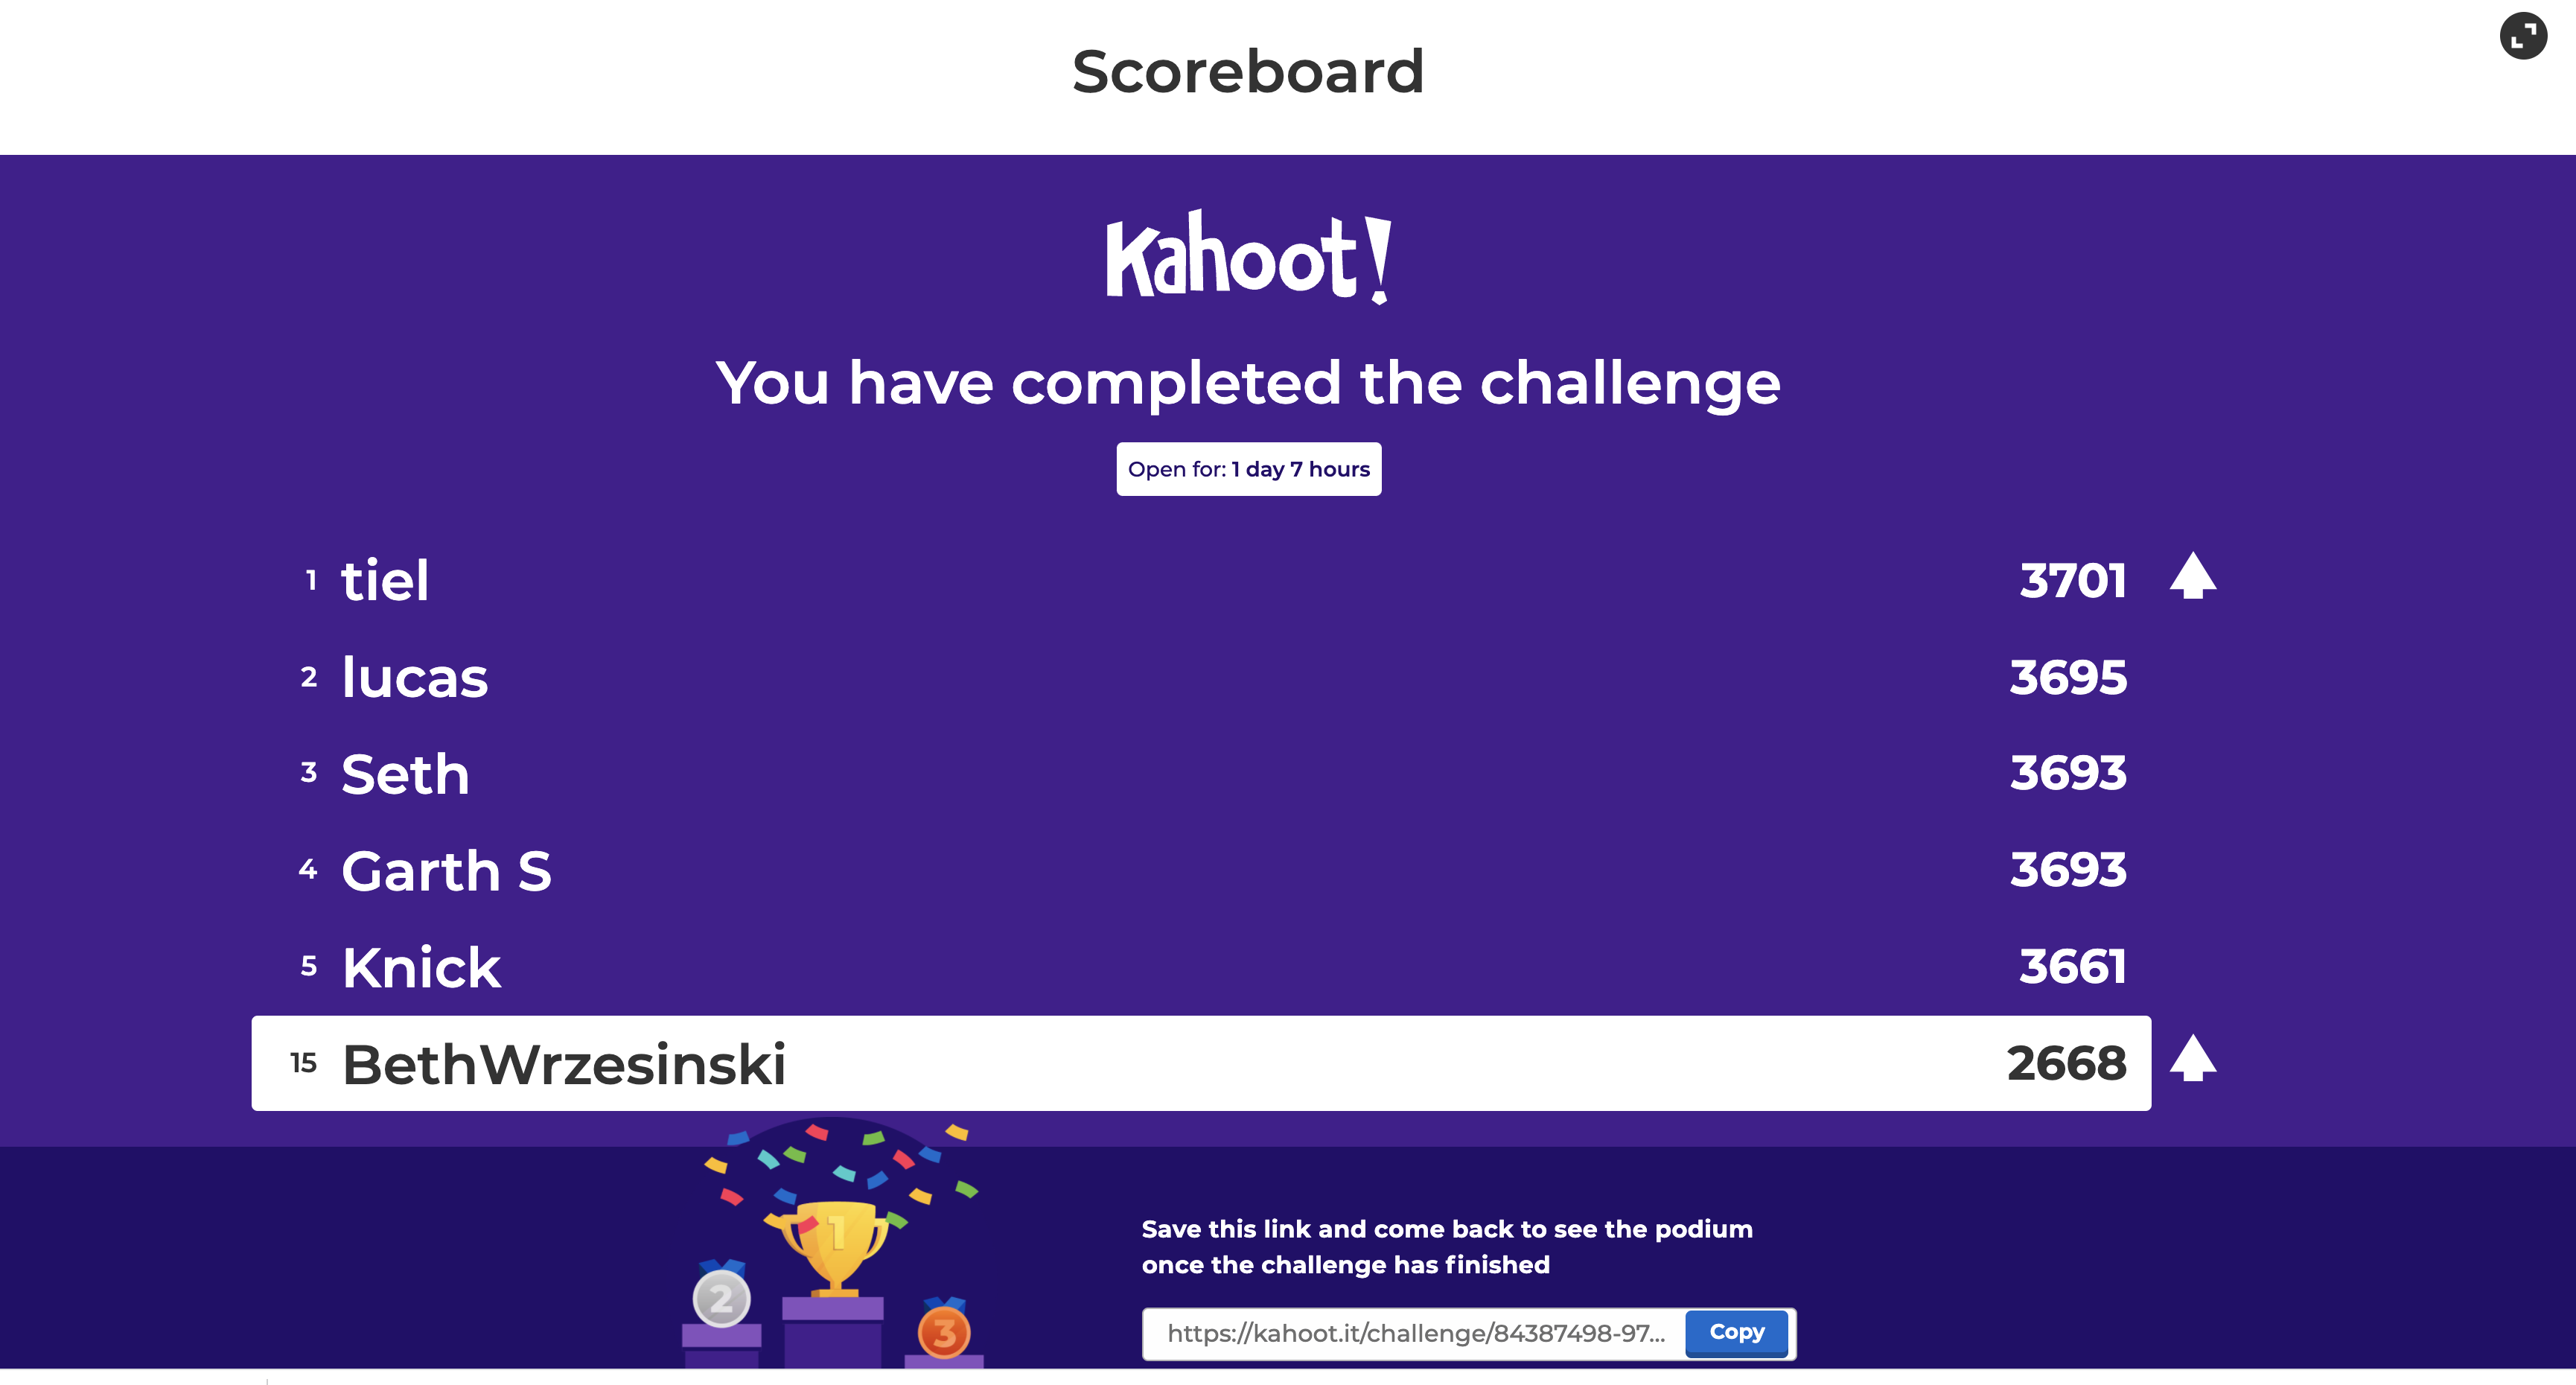 Scoreboard
Kahoot!
You have completed the challenge
Open for: 1 day 7 hours
1 tiel 3701
2 lucas 3695
3 Seth 3693
4 Garth S 3693
5 Knick 3661
15 BethWrzesinski 2668
1
2
3
Save this link and come back to see the podium
once the challenge has finished
https://kahoot.it/challenge/84387498-97... Copy